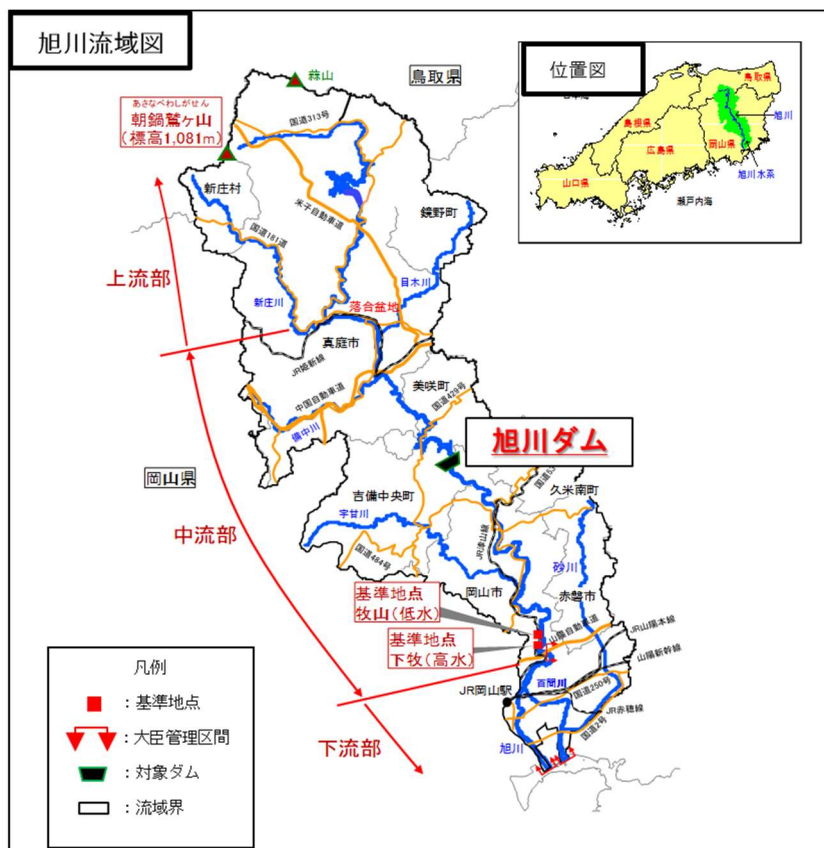 旭川流域図
位置図
蒜山
鳥取県
あさなべわしがせん
朝鍋鷲ヶ山
(標高1,081m)
国道313号
鳥取県
島根県
旭川
広島県
岡山県
山口県
旭川水系
瀬戸内海
新庄村
米子自動車道
鏡野町
国道181道
上流部
新庄川
目木川
落合盆地
真庭市
JR姫新線
美咲町
中国自動車道
国道429号
備中川
旭川ダム
岡山県
国道53
久米南町
吉備中央町
宇甘川
中流部
JR津山線
国道484号
砂川
岡山市
赤磐市
基準地点
牧山(低水)
山陽自動車道
JR山陽本線
基準地点
下牧(高水)
山陽新幹線
凡例
百間川
JR岡山駅
国道250号
:基準地点
JR赤穂線
国道2号
:大臣管理区間
下流部
旭川
:対象ダム
:流域界